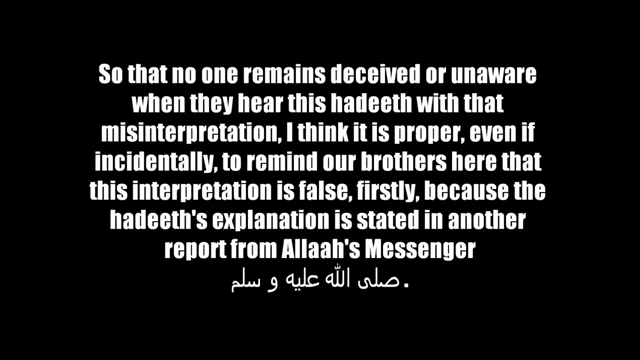 So that no one remains deceived or unaware
when they hear this hadeeth with that
misinterpretation, I think it is proper, even if
incidentally, to remind our brothers here that
this interpretation is false, firstly, because the
hadeeth's explanation is stated in another
report from Allaah's Messenger
صلى الله عليه و سلم.